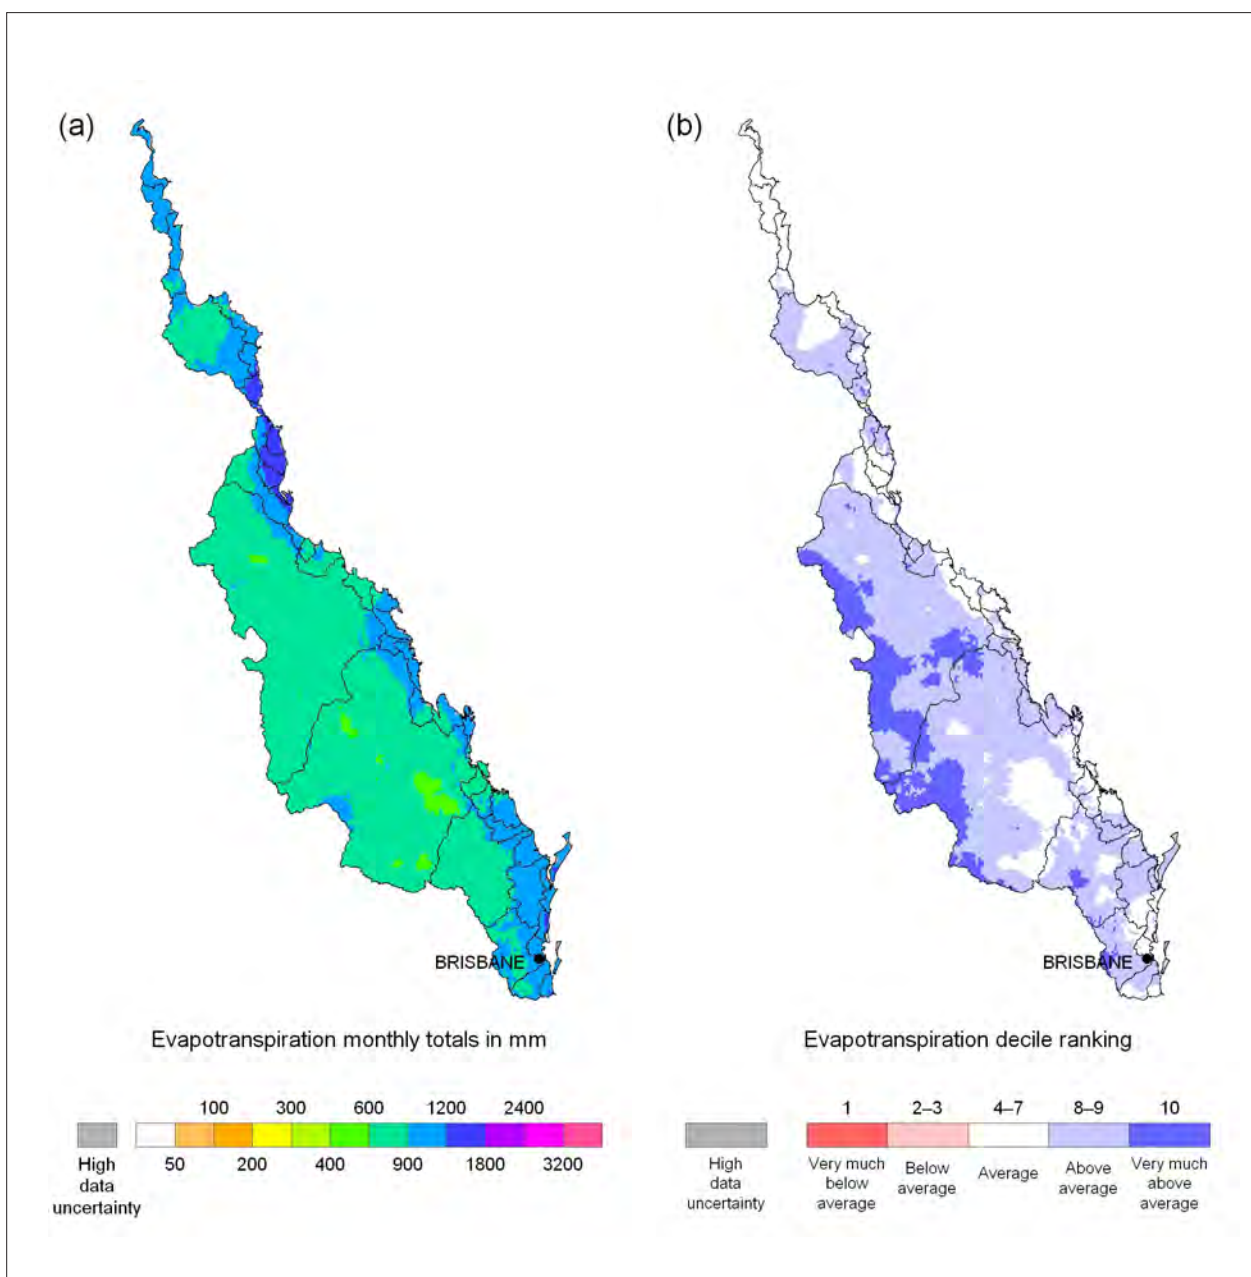 (a)
(b)
BRISBANE
BRISBANE
Evapotranspiration monthly totals in mm
Evapotranspiration decile ranking
100 300 600 1200 2400
50 200 400 900 1800 3200
High
data
uncertainty
1 2–3 4–7 8–9 10
High
data
uncertainty
Very much
below
average
Below
average
Average
Above
average
Very much
above
average